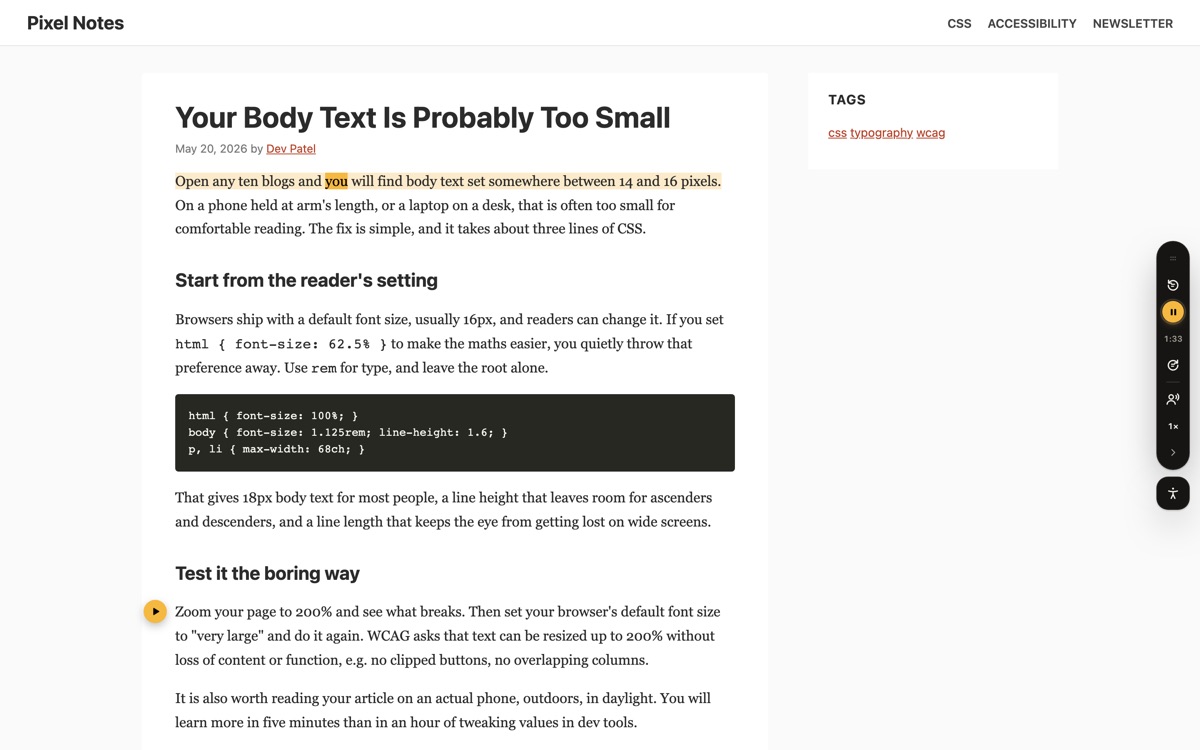 Pixel Notes
CSS ACCESSIBILITY NEWSLETTER
Your Body Text Is Probably Too Small
May 20, 2026 by Dev Patel
Open any ten blogs and you will find body text set somewhere between 14 and 16 pixels.
On a phone held at arm's length, or a laptop on a desk, that is often too small for
comfortable reading. The fix is simple, and it takes about three lines of CSS.
Start from the reader's setting
Browsers ship with a default font size, usually 16px, and readers can change it. If you set
html { font-size: 62.5% } to make the maths easier, you quietly throw that
preference away. Use rem for type, and leave the root alone.
html { font-size: 100%; }
body { font-size: 1.125rem; line-height: 1.6; }
p, li { max-width: 68ch; }
That gives 18px body text for most people, a line height that leaves room for ascenders
and descenders, and a line length that keeps the eye from getting lost on wide screens.
Test it the boring way
Zoom your page to 200% and see what breaks. Then set your browser's default font size
to "very large" and do it again. WCAG asks that text can be resized up to 200% without
loss of content or function, e.g. no clipped buttons, no overlapping columns.
It is also worth reading your article on an actual phone, outdoors, in daylight. You will
learn more in five minutes than in an hour of tweaking values in dev tools.
TAGS
css typography wcag
1:33
1×